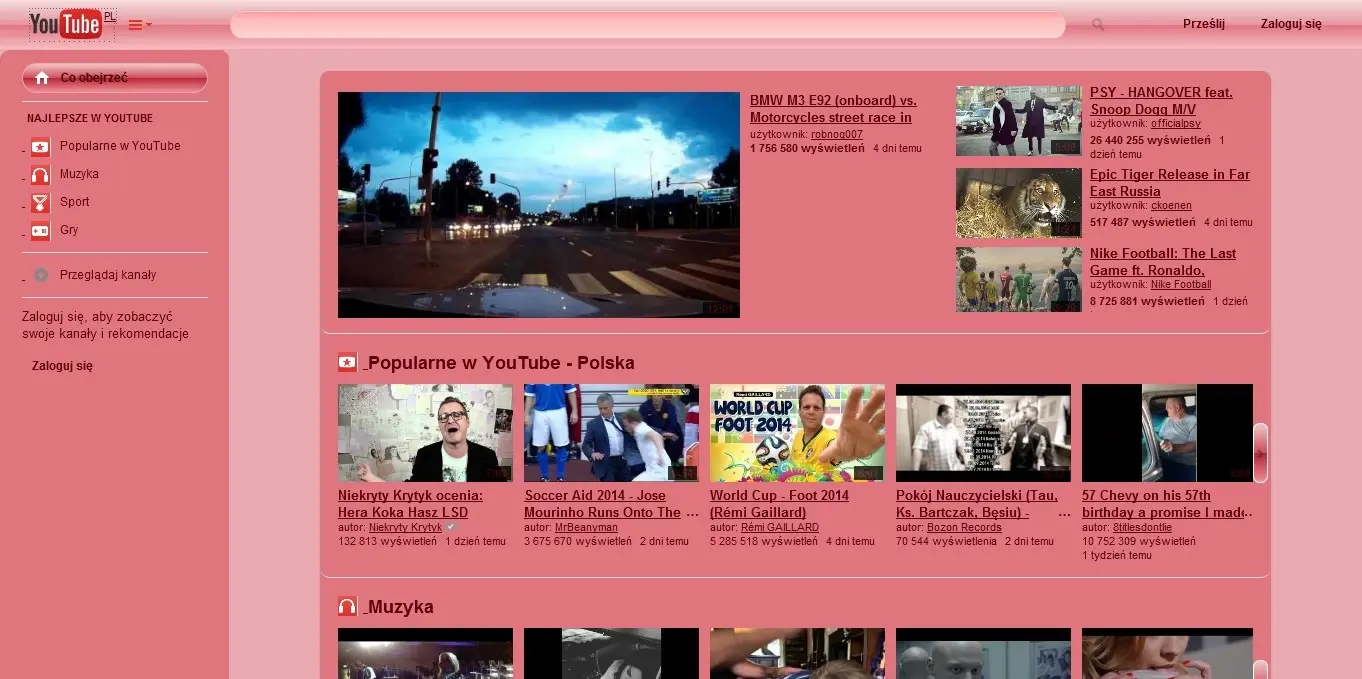 YouTube PL
Prześlij
Zaloguj się
Co obejrzeć
NAJLEPSZE W YOUTUBE
Popularne w YouTube
Muzyka
Sport
Gry
Przeglądaj kanały
Zaloguj się, aby zobaczyć
swoje kanały i rekomendacje
Zaloguj się
BMW M3 E92 (onboard) vs.
Motorcycles street race in
użytkownik: robnog007
1 756 580 wyświetleń 4 dni temu
PSY - HANGOVER feat.
Snoop Dogg M/V
użytkownik: officialpsy
26 440 255 wyświetleń 1
dzień temu
Epic Tiger Release in Far
East Russia
użytkownik: ckoenen
517 487 wyświetleń 4 dni temu
Nike Football: The Last
Game ft. Ronaldo,
użytkownik: Nike Football
8 725 881 wyświetleń 1 dzień
Popularne w YouTube - Polska
Rémi GAILLARD
WORLD CUP
FOOT 2014
Niekryty Krytyk ocenia:
Hera Koka Hasz LSD
autor: Niekryty Krytyk
132 813 wyświetleń 1 dzień temu
Soccer Aid 2014 - Jose
Mourinho Runs Onto The ...
autor: MrBeanyman
3 675 670 wyświetleń 2 dni temu
World Cup - Foot 2014
(Rémi Gaillard)
autor: Rémi GAILLARD
5 285 518 wyświetleń 4 dni temu
Pokój Nauczycielski (Tau,
Ks. Bartczak, Bęsiu) - ...
autor: Bozon Records
70 544 wyświetlenia 2 dni temu
57 Chevy on his 57th
birthday a promise I made..
autor: 8titlesdontlie
10 752 309 wyświetleń
1 tydzień temu
Muzyka